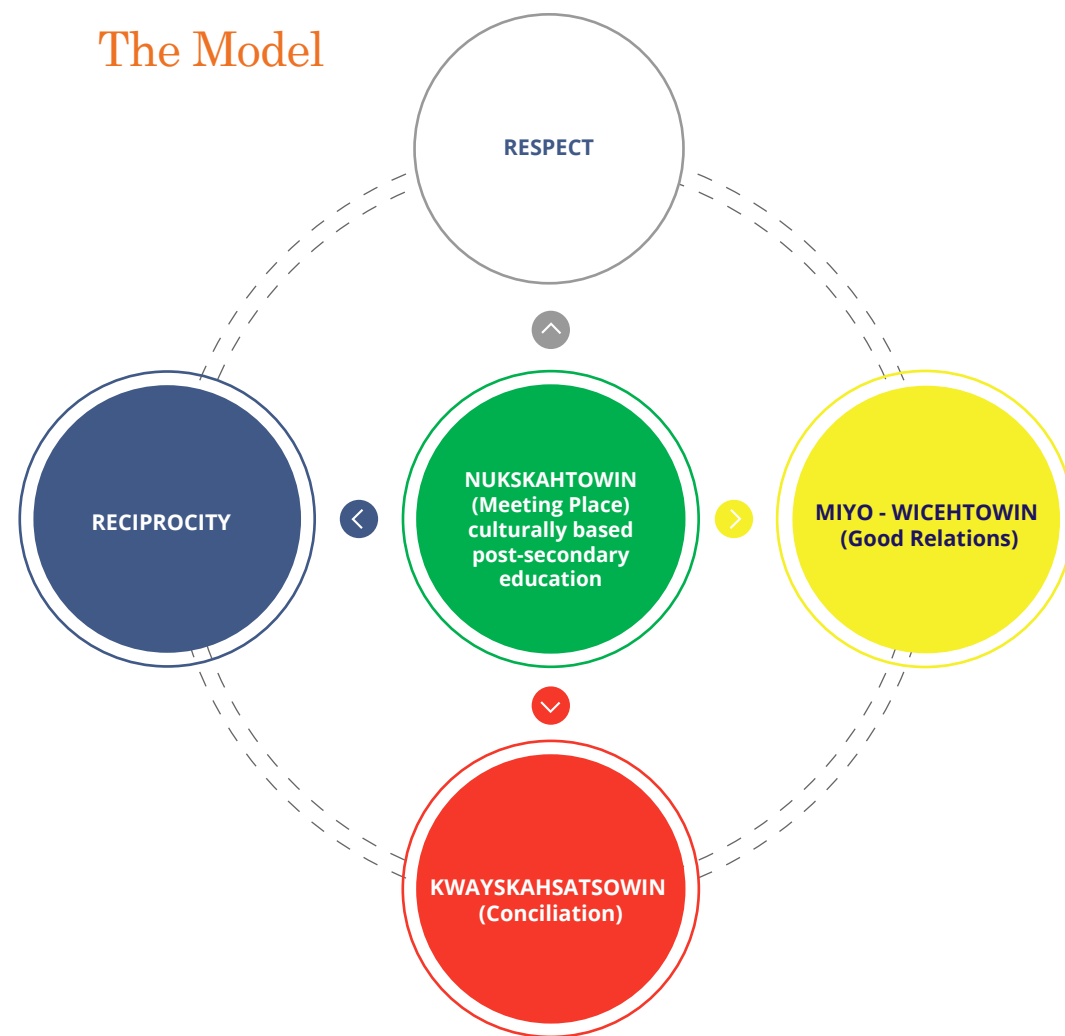 The Model
RESPECT
RECIPROCITY
NUKSKAHTOWIN
(Meeting Place)
culturally based
post-secondary
education
MIYO - WICEHTOWIN
(Good Relations)
KWAYSKAHSATSOWIN
(Conciliation)